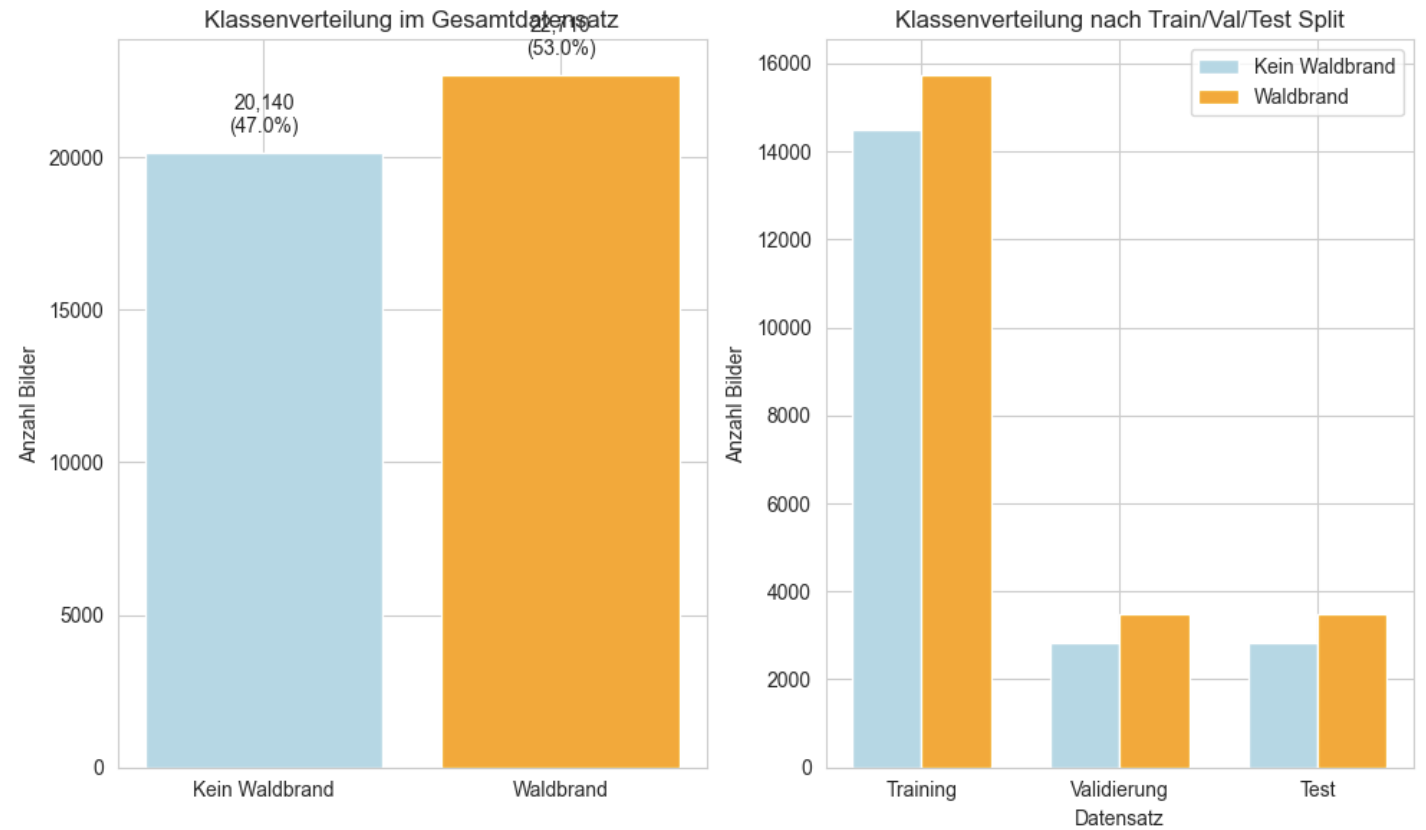 Klassenverteilung im Gesamtdatensatz
22,710
(53.0%)
20,140
(47.0%)
20000
15000
10000
5000
0
Anzahl Bilder
Kein Waldbrand
Waldbrand
Klassenverteilung nach Train/Val/Test Split
Kein Waldbrand
Waldbrand
16000
14000
12000
10000
8000
6000
4000
2000
0
Anzahl Bilder
Training
Validierung
Test
Datensatz